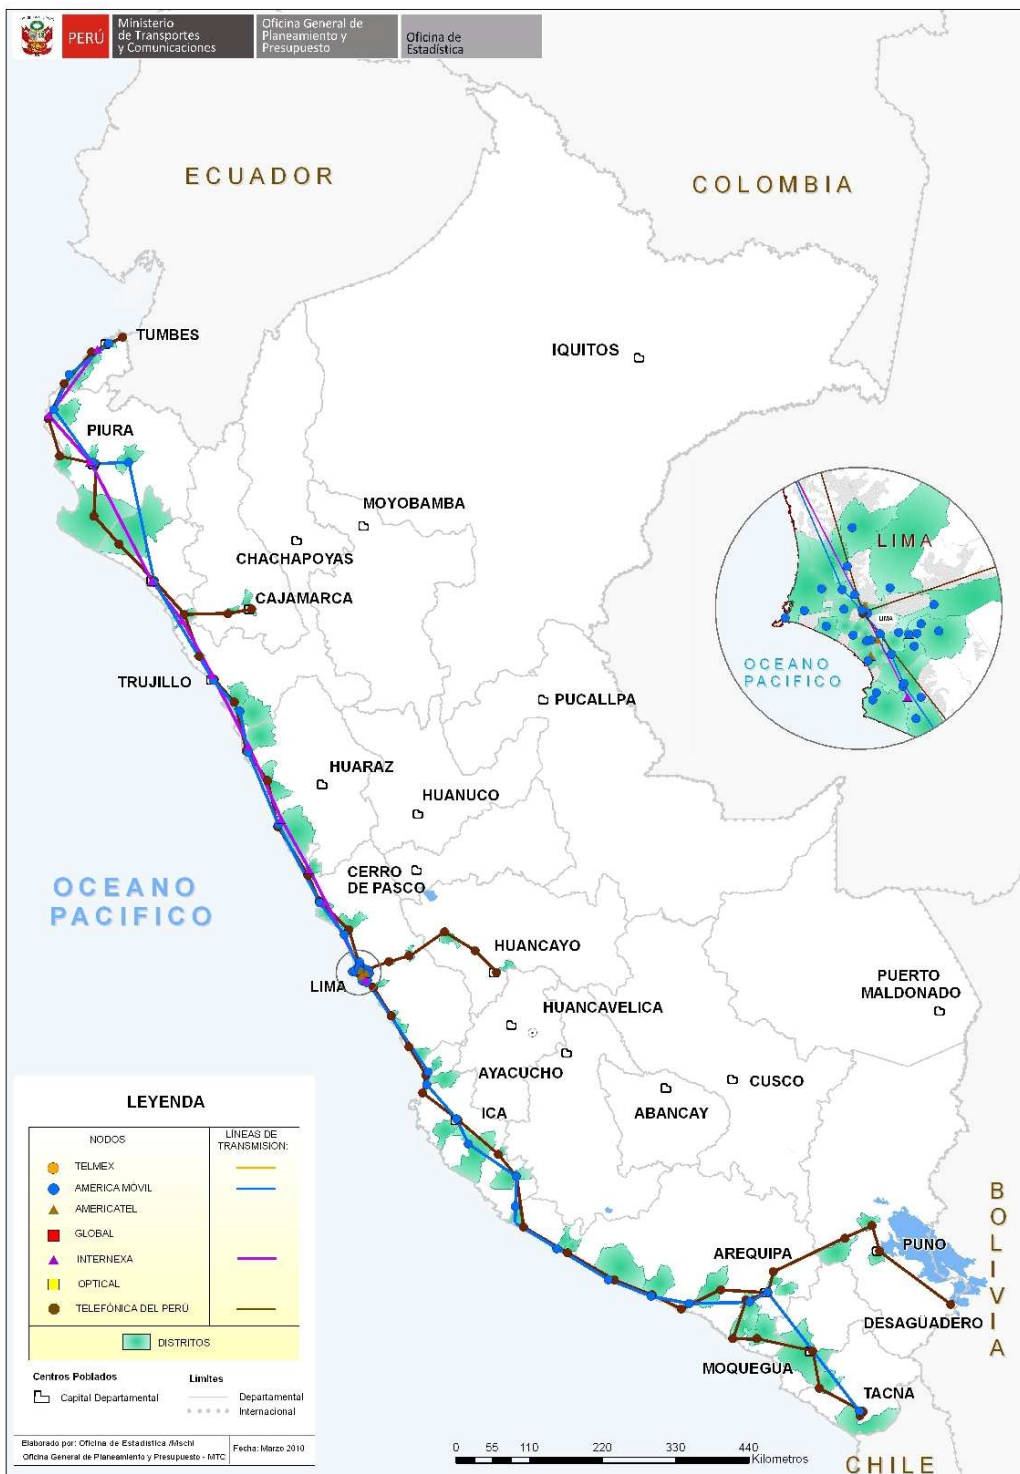 PERÚ
Ministerio
de Transportes
y Comunicaciones
Oficina General de
Planeamiento y
Presupuesto
Oficina de
Estadística
ECUADOR
COLOMBIA
TUMBES
IQUITOS
PIURA
MOYOBAMBA
CHACHAPOYAS
CAJAMARCA
LIMA
LIMA
OCEANO
PACIFICO
TRUJILLO
PUCALLPA
HUARAZ
HUANUCO
CERRO
DE PASCO
OCEANO
PACIFICO
HUANCAYO
LIMA
PUERTO
MALDONADO
HUANCAVELICA
AYACUCHO
CUSCO
ABANCAY
ICA
BOLIVIA
AREQUIPA
PUNO
DESAGUADERO
MOQUEGUA
TACNA
CHILE
LEYENDA
NODOS
LÍNEAS DE
TRANSMISION:
TELMEX
AMERICA MÓVIL
AMERICATEL
GLOBAL
INTERNEXA
OPTICAL
TELEFÓNICA DEL PERÚ
DISTRITOS
Centros Poblados
Límites
Capital Departamental
Departamental
Internacional
Elaborado por: Oficina de Estadística /Mschl
Oficina General de Planeamiento y Presupuesto - MTC
Fecha: Marzo 2010
0 55 110 220 330 440
Kilometros